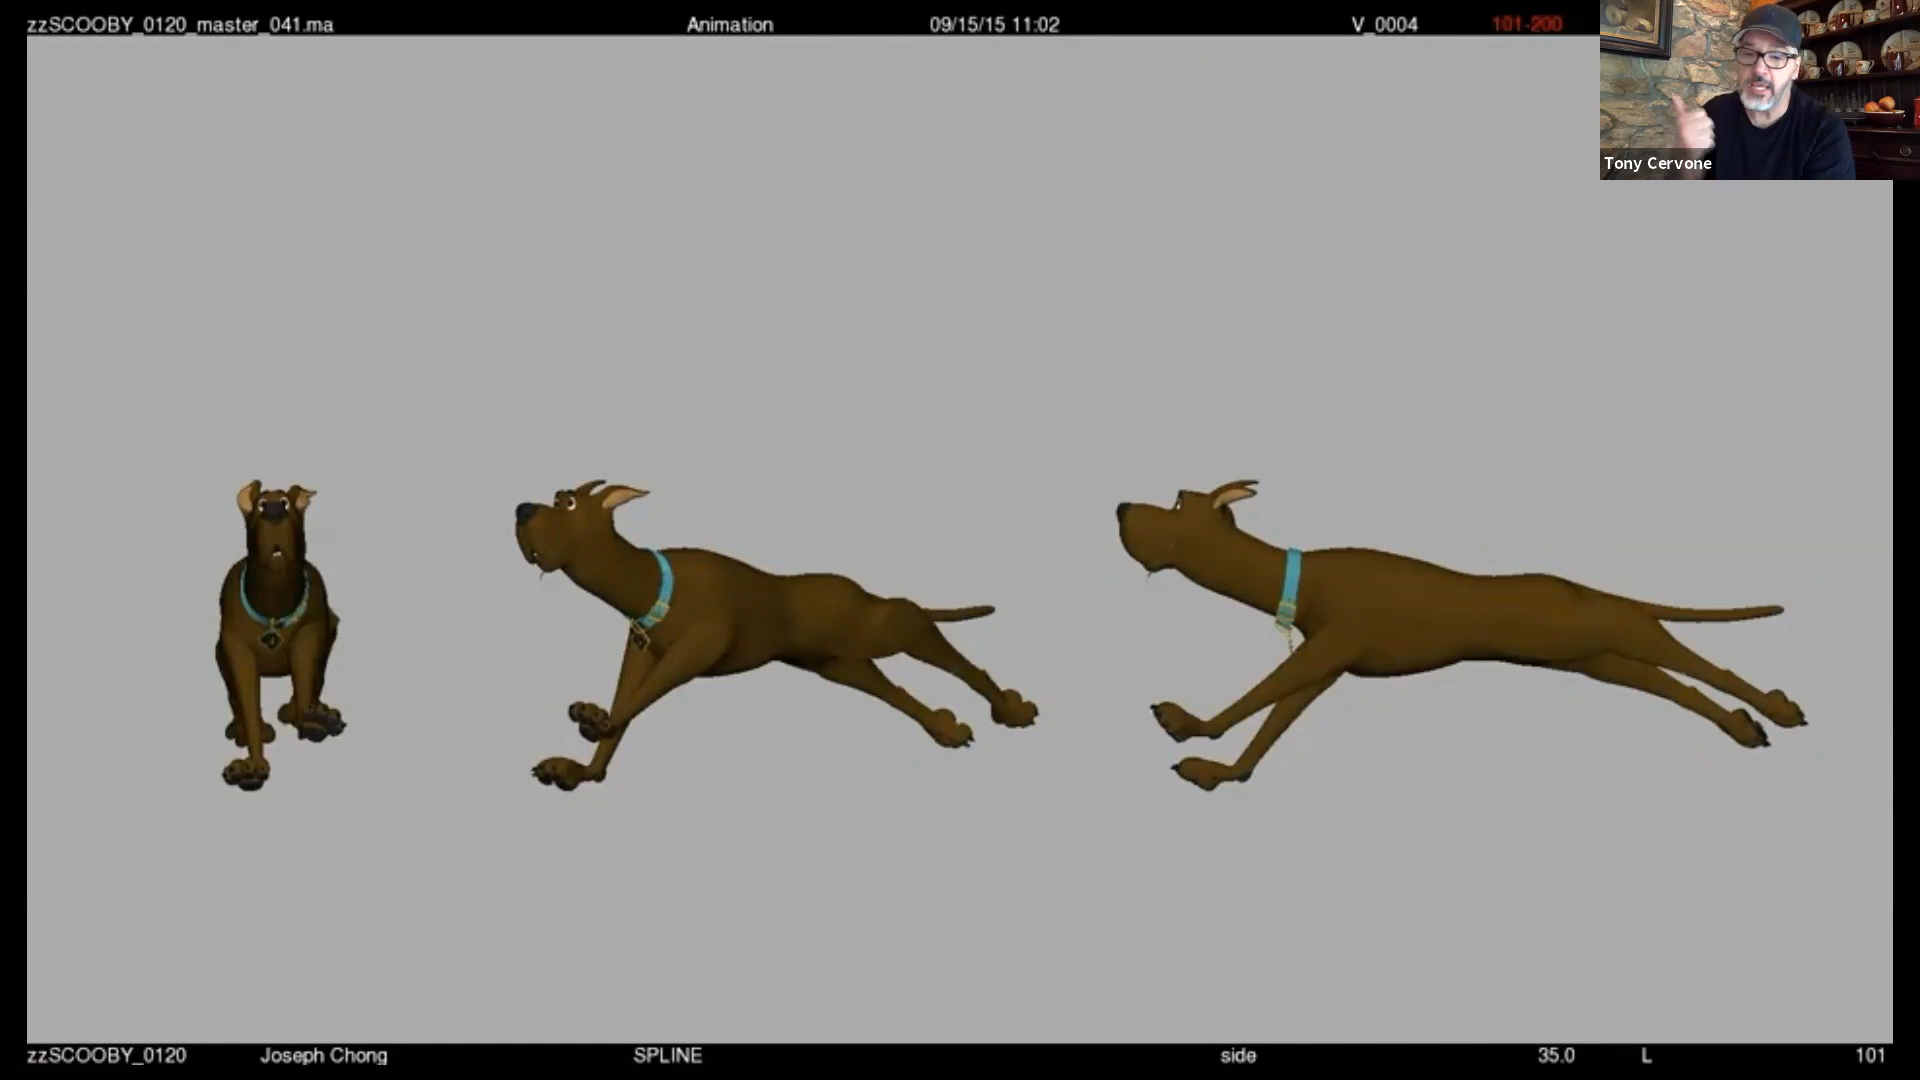 zzSCOOBY_0120_master_041.ma Animation 09/15/15 11:02 V_0004 101-200
Tony Cervone
zzSCOOBY_0120 Joseph Chong SPLINE side 35.0 L 101